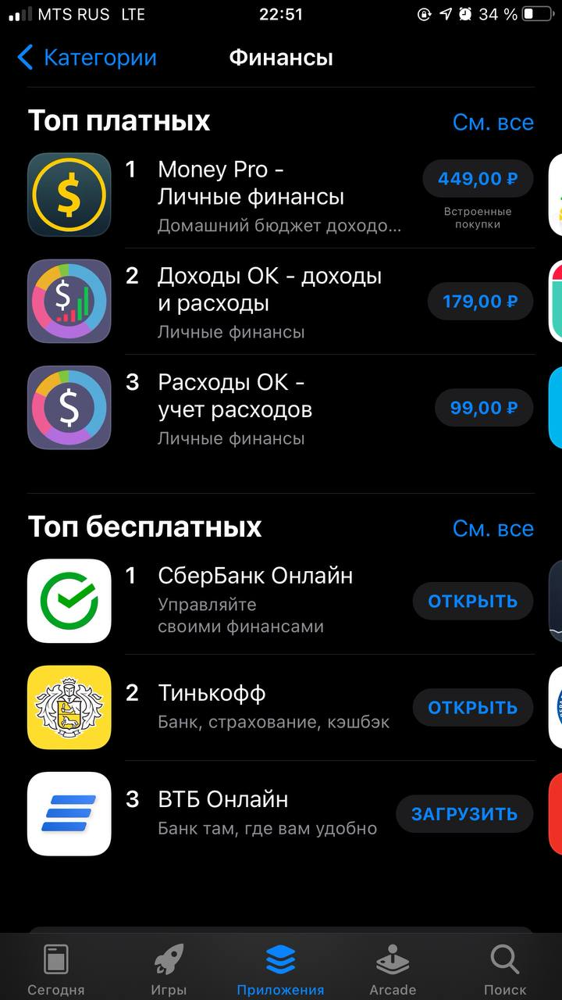 MTS RUS LTE 22:51 34 %
Категории Финансы
Топ платных См. все
1 Money Pro -
Личные финансы
Домашний бюджет доходо...
449,00 ₽
Встроенные
покупки
2 Доходы ОК - доходы
и расходы
Личные финансы
179,00 ₽
3 Расходы ОК -
учет расходов
Личные финансы
99,00 ₽
Топ бесплатных См. все
1 СберБанк Онлайн
Управляйте
своими финансами
ОТКРЫТЬ
2 Тинькофф
Банк, страхование, кэшбэк
ОТКРЫТЬ
3 ВТБ Онлайн
Банк там, где вам удобно
ЗАГРУЗИТЬ
Сегодня Игры Приложения Arcade Поиск